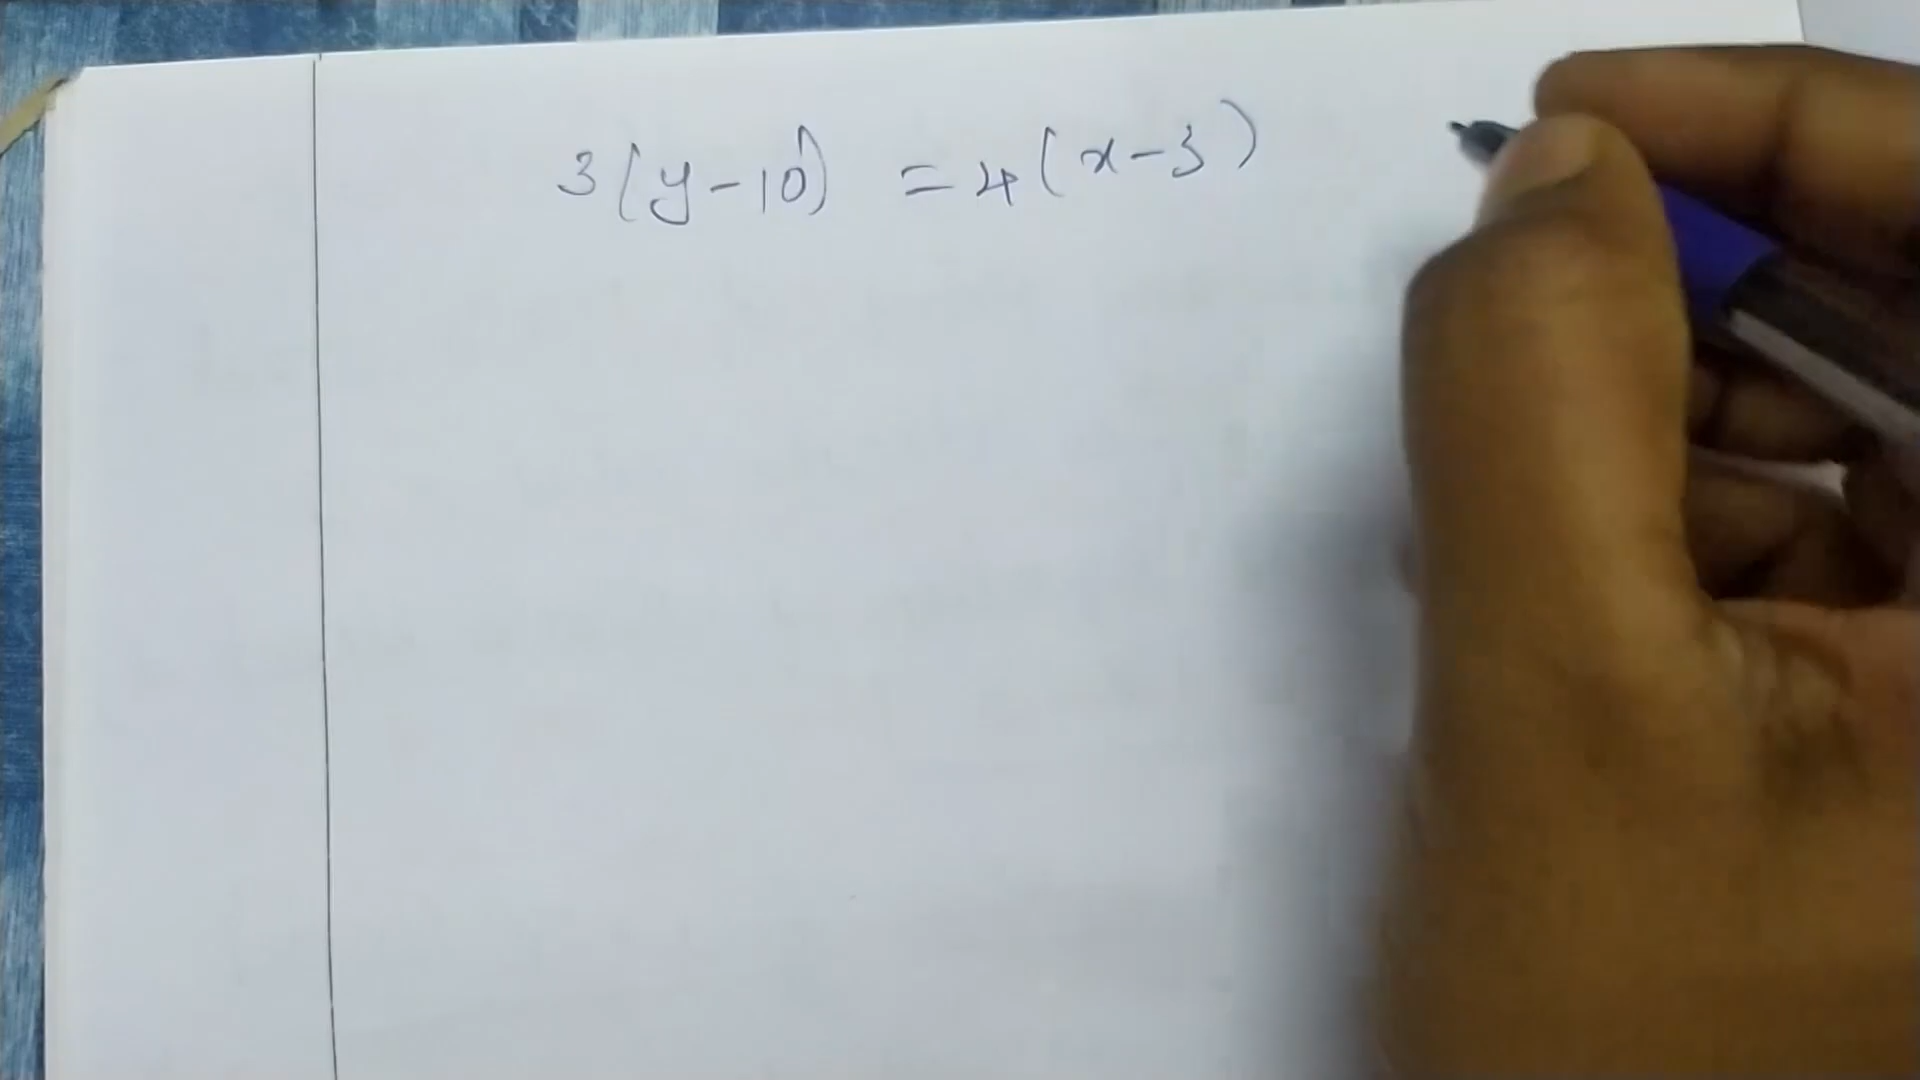 3(y-10) = 4(x-3)